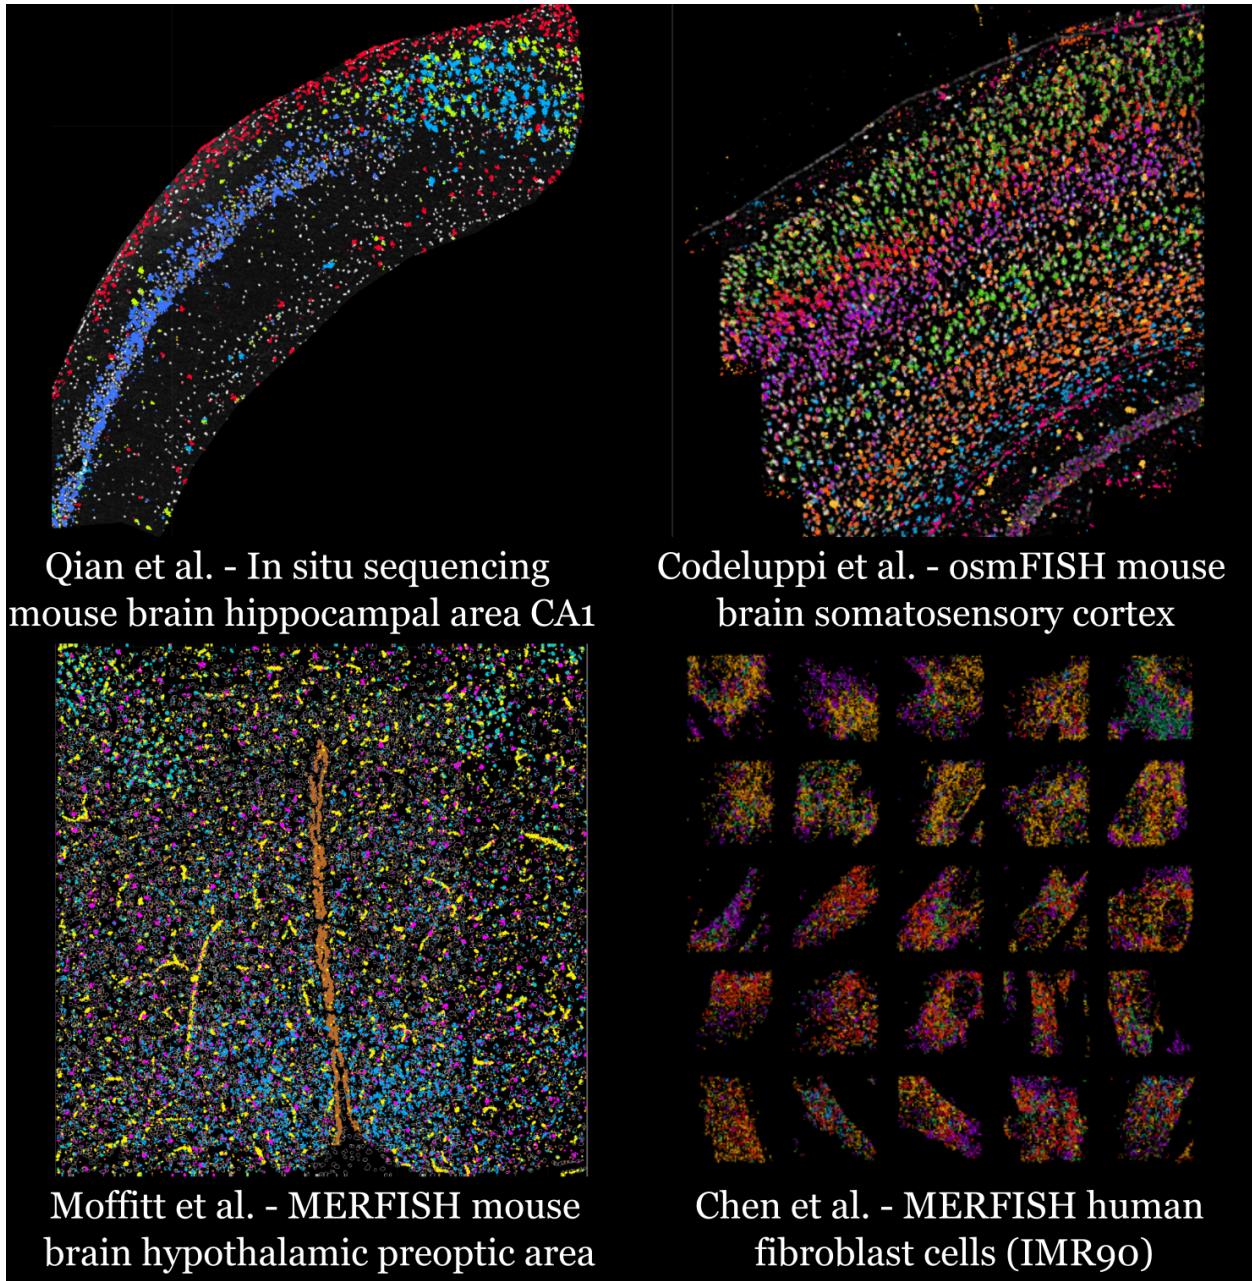 Qian et al. - In situ sequencing
mouse brain hippocampal area CA1
Codeluppi et al. - osmFISH mouse
brain somatosensory cortex
Moffitt et al. - MERFISH mouse
brain hypothalamic preoptic area
Chen et al. - MERFISH human
fibroblast cells (IMR90)